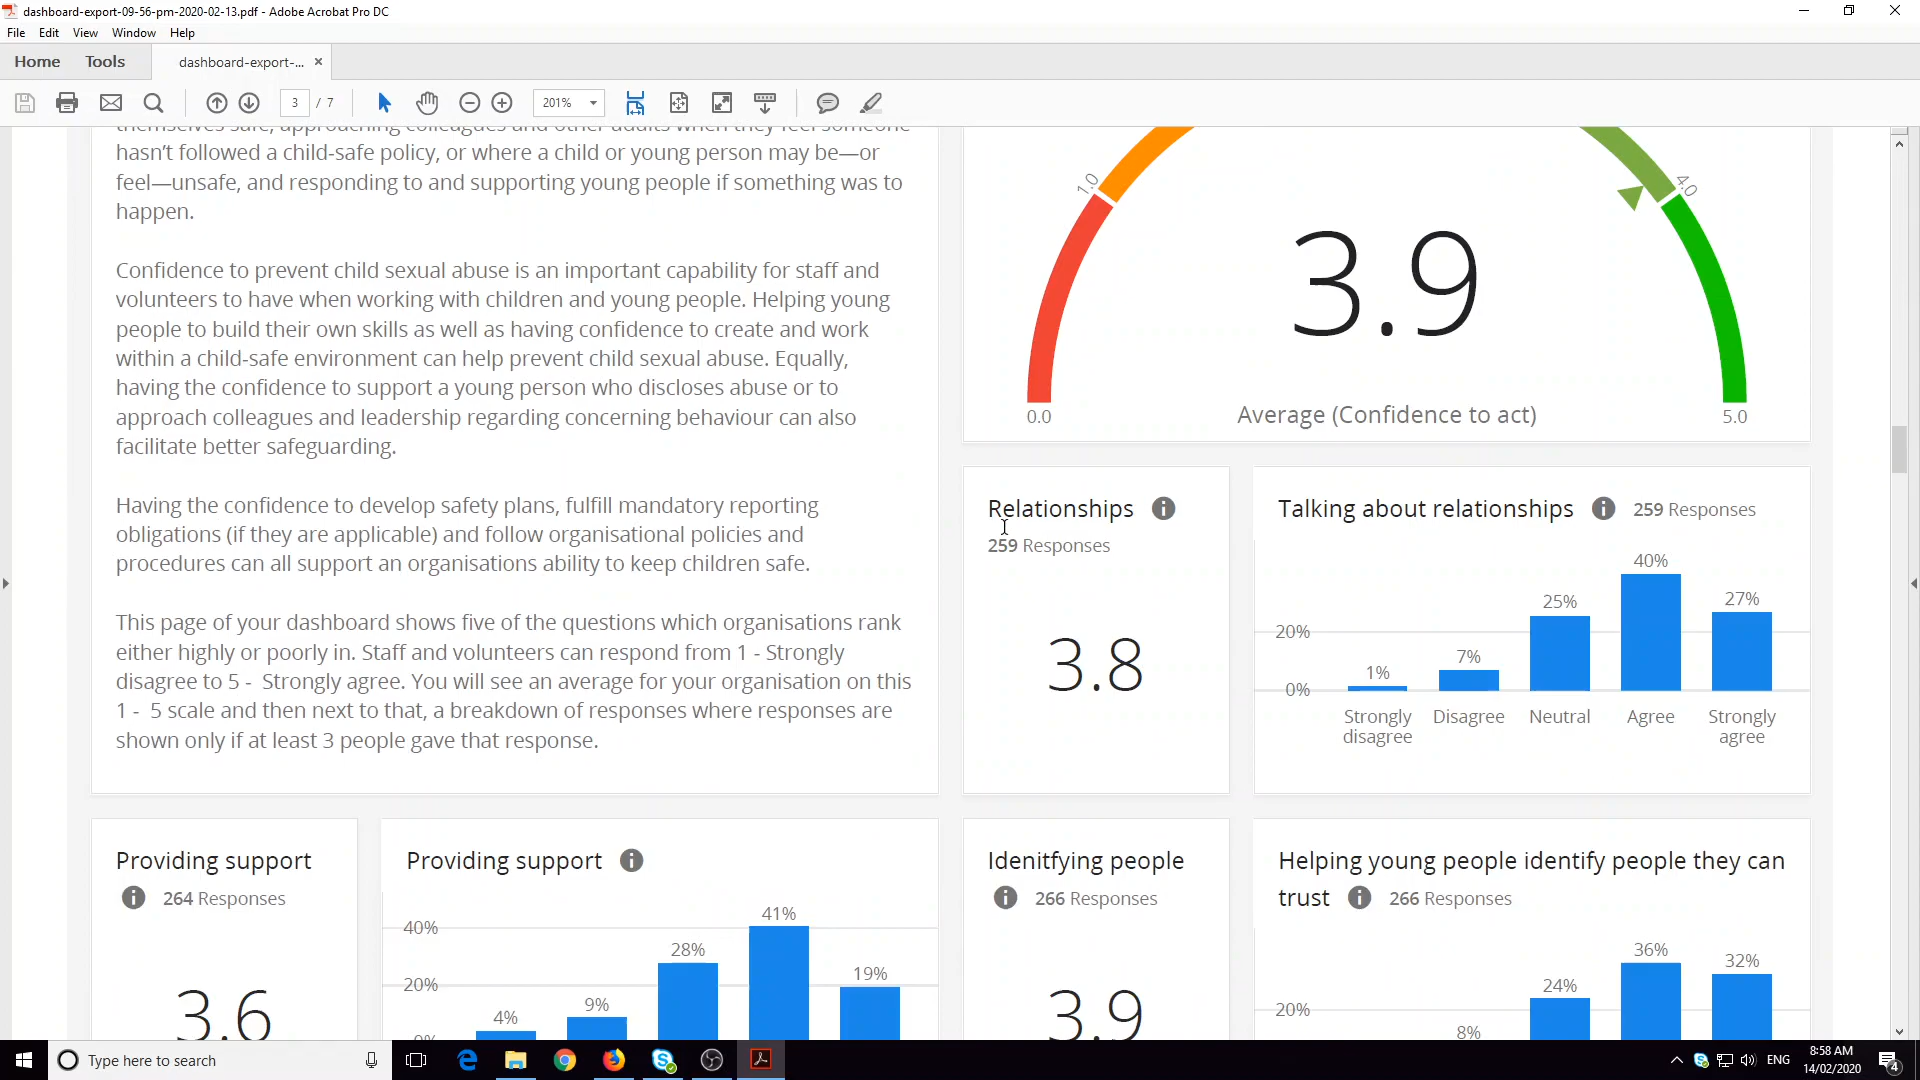 dashboard-export-09-56-pm-2020-02-13.pdf - Adobe Acrobat Pro DC
File Edit View Window Help
Home Tools dashboard-export-... ×
3 / 7 201%
themselves safe, approaching colleagues and other adults when they feel someone
hasn't followed a child-safe policy, or where a child or young person may be—or
feel—unsafe, and responding to and supporting young people if something was to
happen.
Confidence to prevent child sexual abuse is an important capability for staff and
volunteers to have when working with children and young people. Helping young
people to build their own skills as well as having confidence to create and work
within a child-safe environment can help prevent child sexual abuse. Equally,
having the confidence to support a young person who discloses abuse or to
approach colleagues and leadership regarding concerning behaviour can also
facilitate better safeguarding.
Having the confidence to develop safety plans, fulfill mandatory reporting
obligations (if they are applicable) and follow organisational policies and
procedures can all support an organisations ability to keep children safe.
This page of your dashboard shows five of the questions which organisations rank
either highly or poorly in. Staff and volunteers can respond from 1 - Strongly
disagree to 5 - Strongly agree. You will see an average for your organisation on this
1 - 5 scale and then next to that, a breakdown of responses where responses are
shown only if at least 3 people gave that response.
1.0
4.0
3.9
0.0
Average (Confidence to act)
5.0
Relationships
259 Responses
3.8
Talking about relationships 259 Responses
40%
27%
25%
20%
7%
1%
0%
Strongly disagree
Disagree
Neutral
Agree
Strongly agree
Providing support
264 Responses
3.6
Providing support
41%
40%
28%
20%
19%
9%
4%
0%
Idenitfying people
266 Responses
3.9
Helping young people identify people they can
trust 266 Responses
36%
32%
24%
20%
8%
Type here to search
ENG
8:58 AM
14/02/2020
4